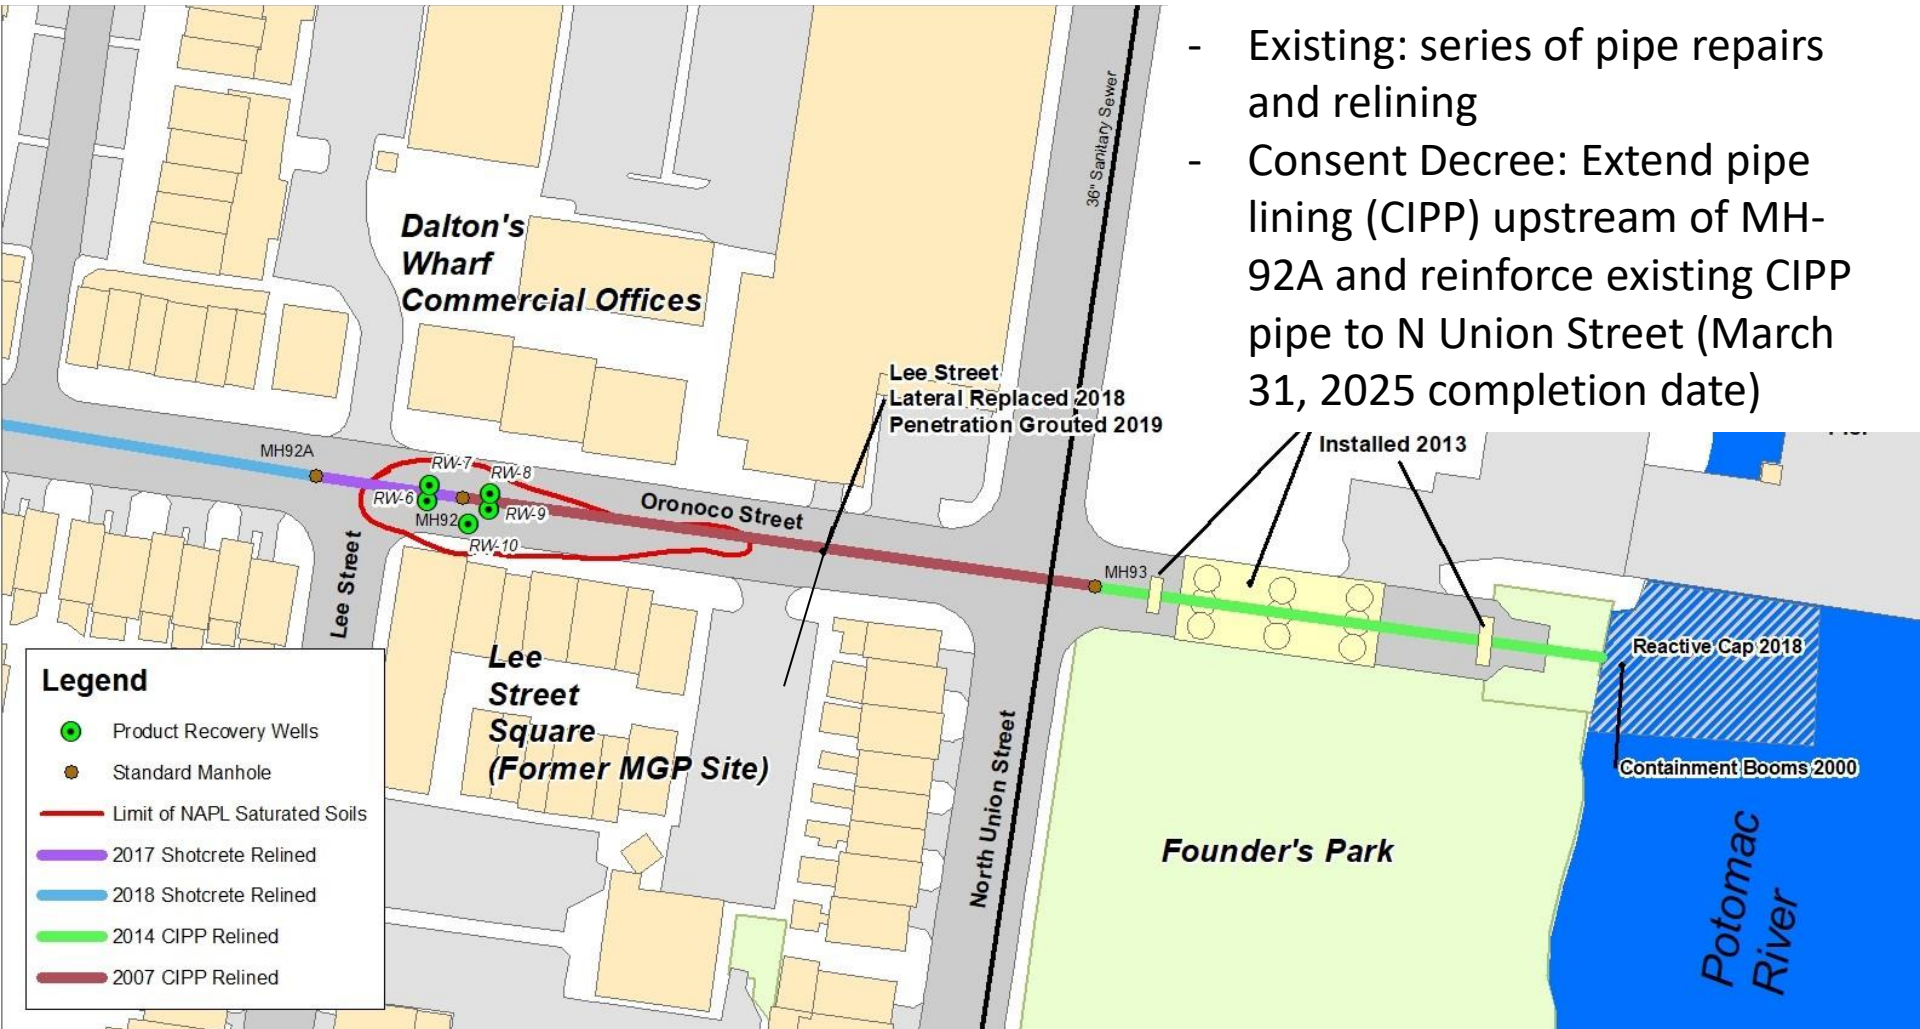 - Existing: series of pipe repairs
and relining
- Consent Decree: Extend pipe
lining (CIPP) upstream of MH-
92A and reinforce existing CIPP
pipe to N Union Street (March
31, 2025 completion date)
36" Sanitary Sewer
Dalton's
Wharf
Commercial Offices
Lee Street
Lateral Replaced 2018
Penetration Grouted 2019
Installed 2013
MH92A
RW-7
RW-8
RW-6
RW-9
MH92
RW-10
Oronoco Street
MH93
Lee Street
Lee
Street
Square
(Former MGP Site)
North Union Street
Founder's Park
Reactive Cap 2018
Containment Booms 2000
Potomac
River
Legend
Product Recovery Wells
Standard Manhole
Limit of NAPL Saturated Soils
2017 Shotcrete Relined
2018 Shotcrete Relined
2014 CIPP Relined
2007 CIPP Relined